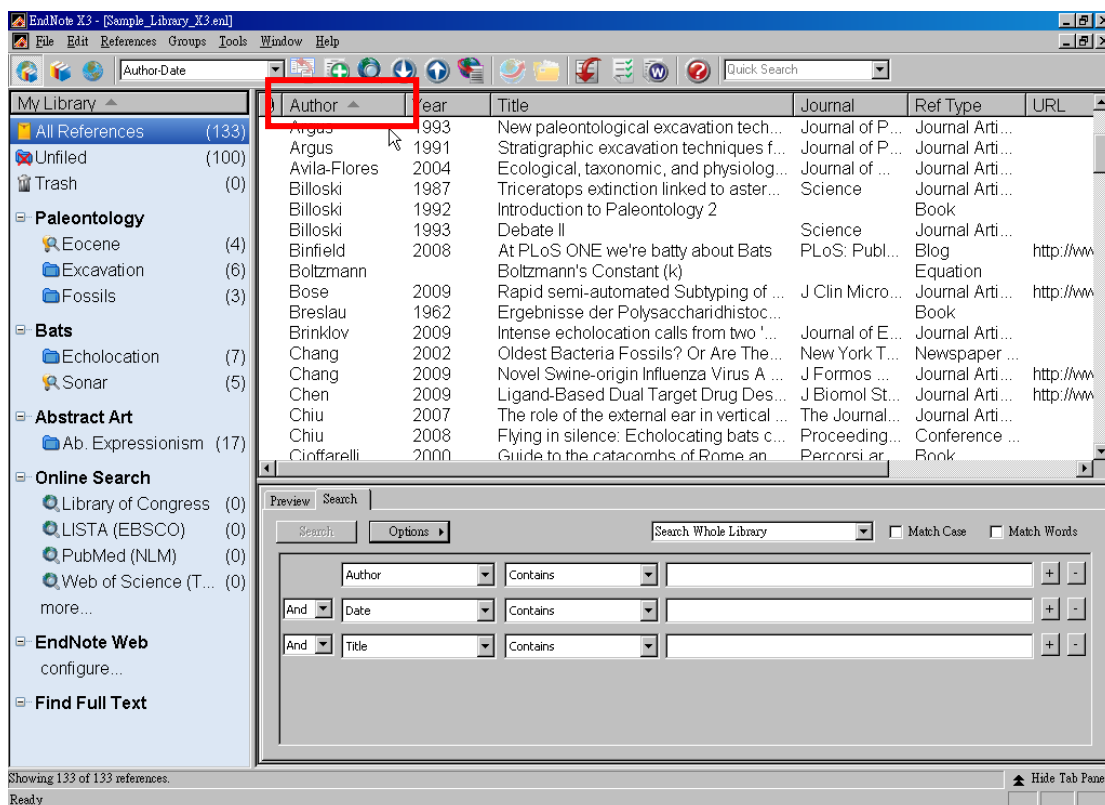 EndNote X3 - [Sample_Library_X3.enl]
File Edit References Groups Tools Window Help
Author-Date Quick Search
My Library
All References (133)
Unfiled (100)
Trash (0)
Paleontology
Eocene (4)
Excavation (6)
Fossils (3)
Bats
Echolocation (7)
Sonar (5)
Abstract Art
Ab. Expressionism (17)
Online Search
Library of Congress (0)
LISTA (EBSCO) (0)
PubMed (NLM) (0)
Web of Science (T... (0)
more...
EndNote Web
configure...
Find Full Text
Author Year Title Journal Ref Type URL
Argus 1993 New paleontological excavation tech... Journal of P... Journal Arti...
Argus 1991 Stratigraphic excavation techniques f... Journal of P... Journal Arti...
Avila-Flores 2004 Ecological, taxonomic, and physiolog... Journal of ... Journal Arti...
Billoski 1987 Triceratops extinction linked to aster... Science Journal Arti...
Billoski 1992 Introduction to Paleontology 2 Book
Billoski 1993 Debate II Science Journal Arti...
Binfield 2008 At PLoS ONE we're batty about Bats PLoS: Publ... Blog http://ww
Boltzmann Boltzmann's Constant (k) Equation
Bose 2009 Rapid semi-automated Subtyping of ... J Clin Micro... Journal Arti... http://ww
Breslau 1962 Ergebnisse der Polysaccharidhistoc... Book
Brinklov 2009 Intense echolocation calls from two '... Journal of E... Journal Arti...
Chang 2002 Oldest Bacteria Fossils? Or Are The... New York T... Newspaper ...
Chang 2009 Novel Swine-origin Influenza Virus A ... J Formos ... Journal Arti... http://ww
Chen 2009 Ligand-Based Dual Target Drug Des... J Biomol St... Journal Arti... http://ww
Chiu 2007 The role of the external ear in vertical ... The Journal... Journal Arti...
Chiu 2008 Flying in silence: Echolocating bats c... Proceeding... Conference ...
Cioffarelli 2000 Guide to the catacombs of Rome an... Percorsi ar... Book
Preview Search
Search Options Search Whole Library Match Case Match Words
Author Contains + -
And Date Contains + -
And Title Contains + -
Showing 133 of 133 references. Hide Tab Pane
Ready